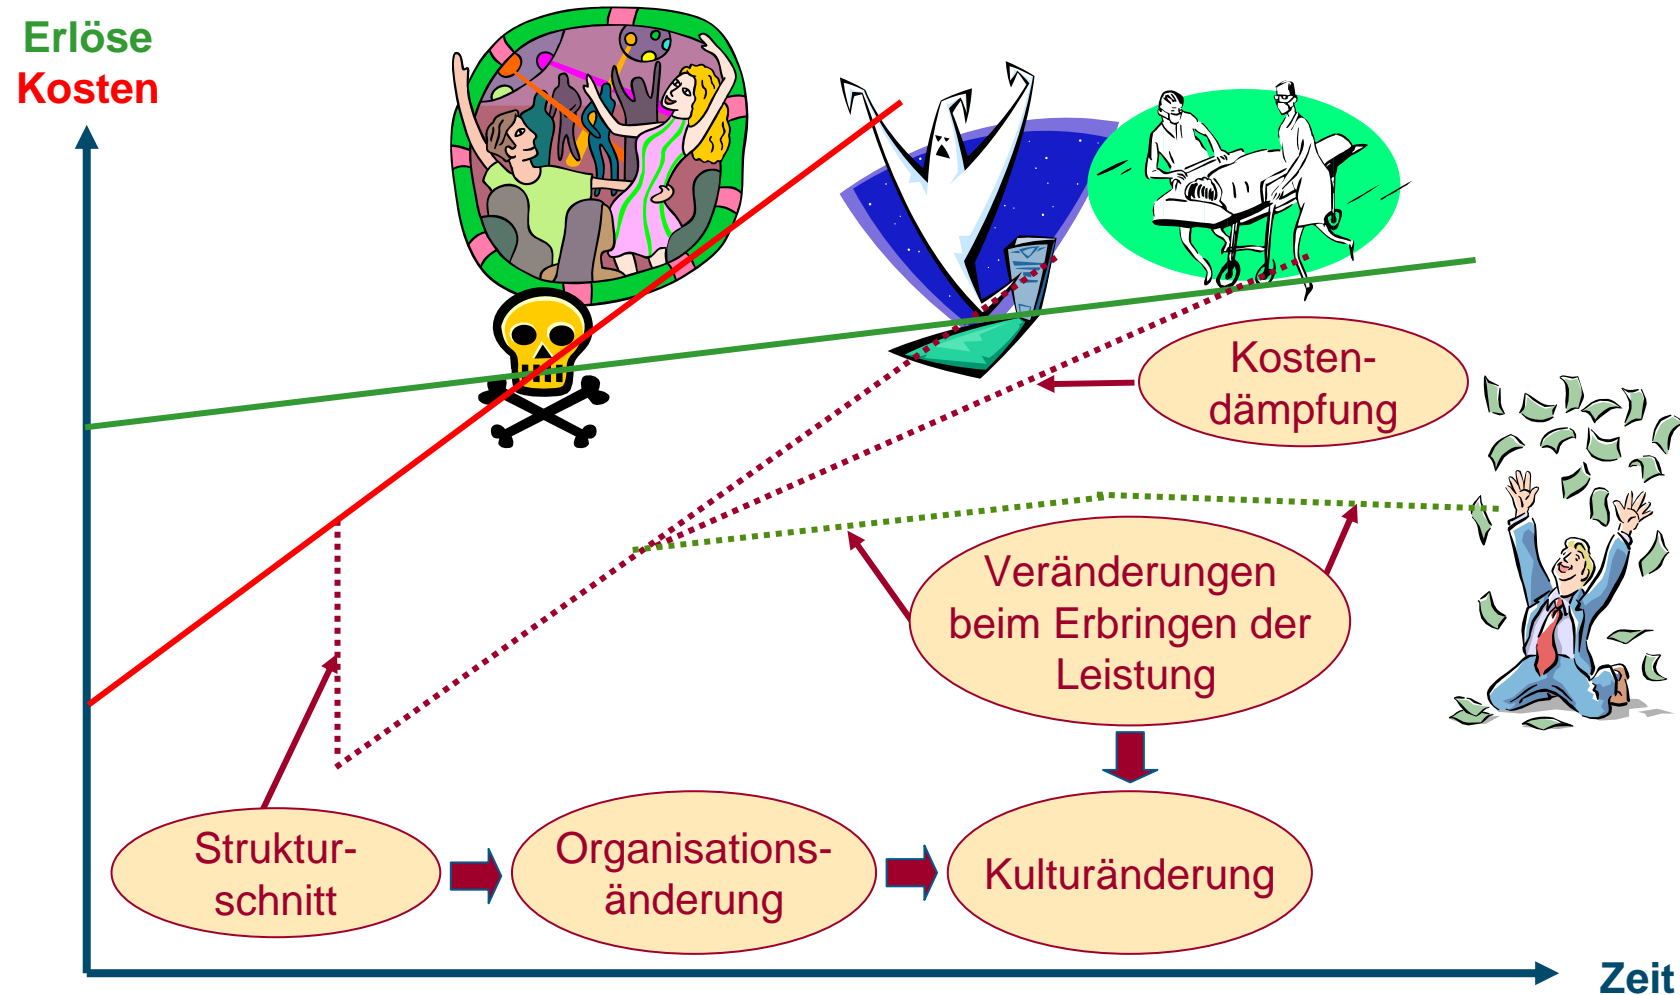 Erlöse
Kosten
Kosten-
dämpfung
Veränderungen
beim Erbringen der
Leistung
Struktur-
schnitt
Organisations-
änderung
Kulturänderung
Zeit